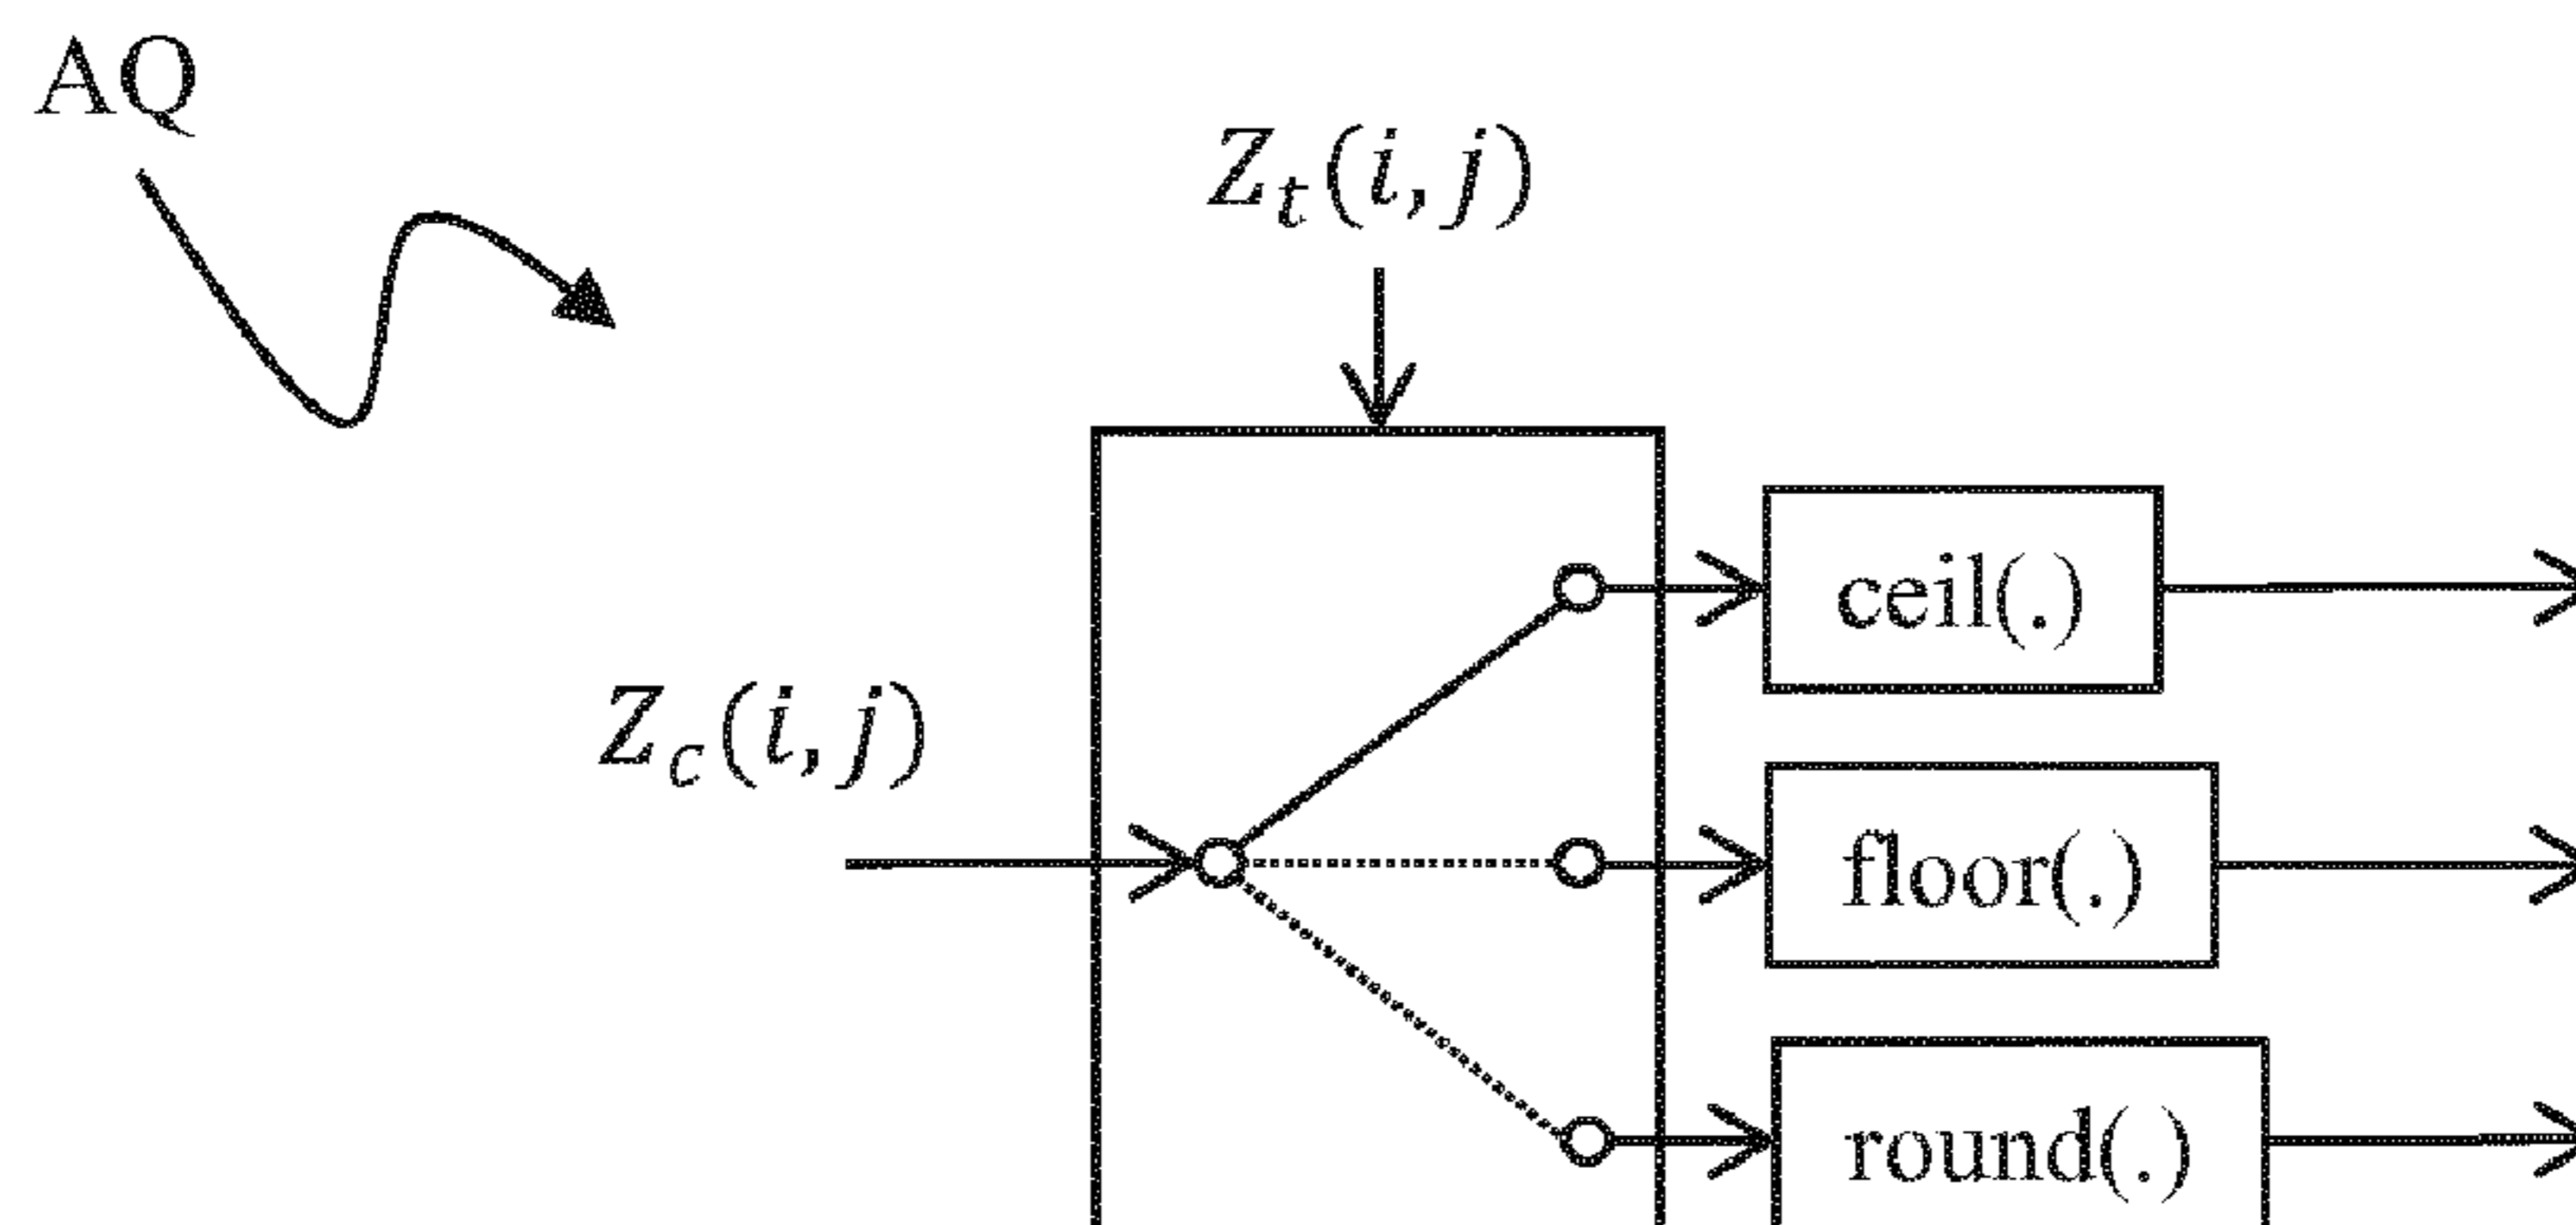 AQ
Z_t(i, j)
ceil(.)
Z_c(i, j)
floor(.)
round(.)